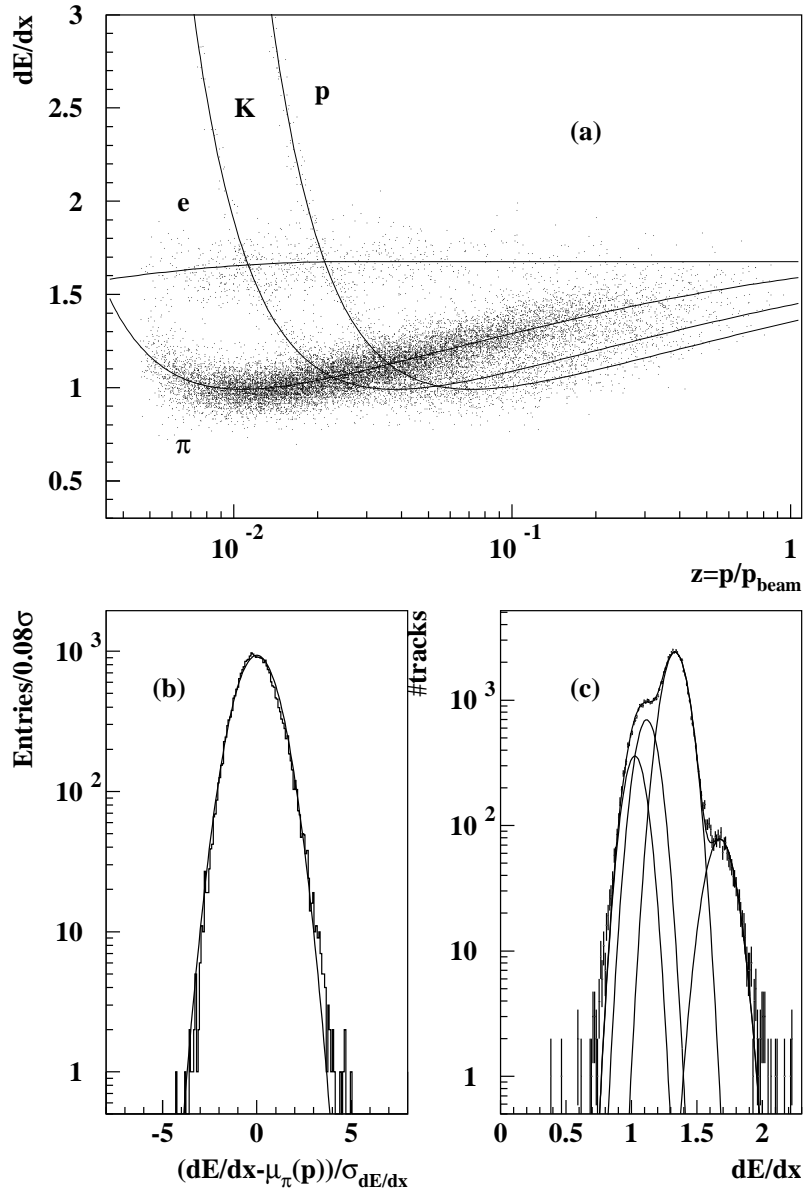 dE/dx
3
2.5
2
1.5
1
0.5
e
K
p
π
(a)
10^-2
10^-1
1
z=p/p_beam
Entries/0.08σ
10^3
10^2
10
1
(b)
-5
0
5
(dE/dx-μ_π(p))/σ_dE/dx
#tracks
10^3
10^2
10
1
(c)
0
0.5
1
1.5
2
dE/dx